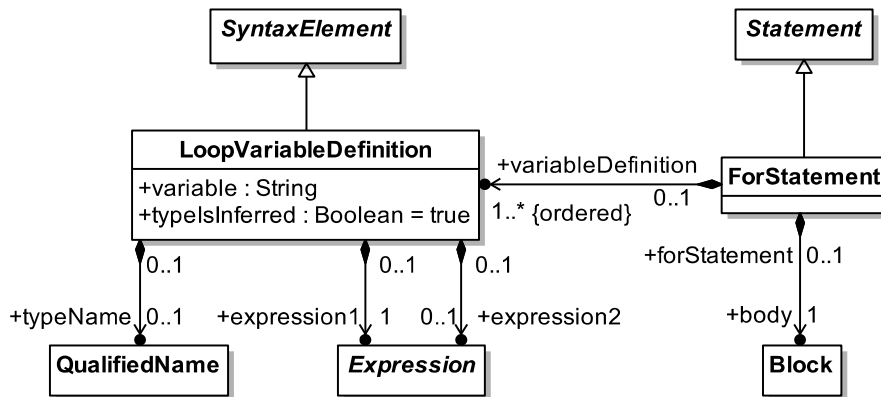 SyntaxElement
Statement
LoopVariableDefinition
+variable : String
+typeIsInferred : Boolean = true
+variableDefinition
0..1
1..* {ordered}
ForStatement
0..1
0..1
0..1
+forStatement
0..1
+typeName
0..1
+expression1
1
0..1
+expression2
+body
1
QualifiedName
Expression
Block